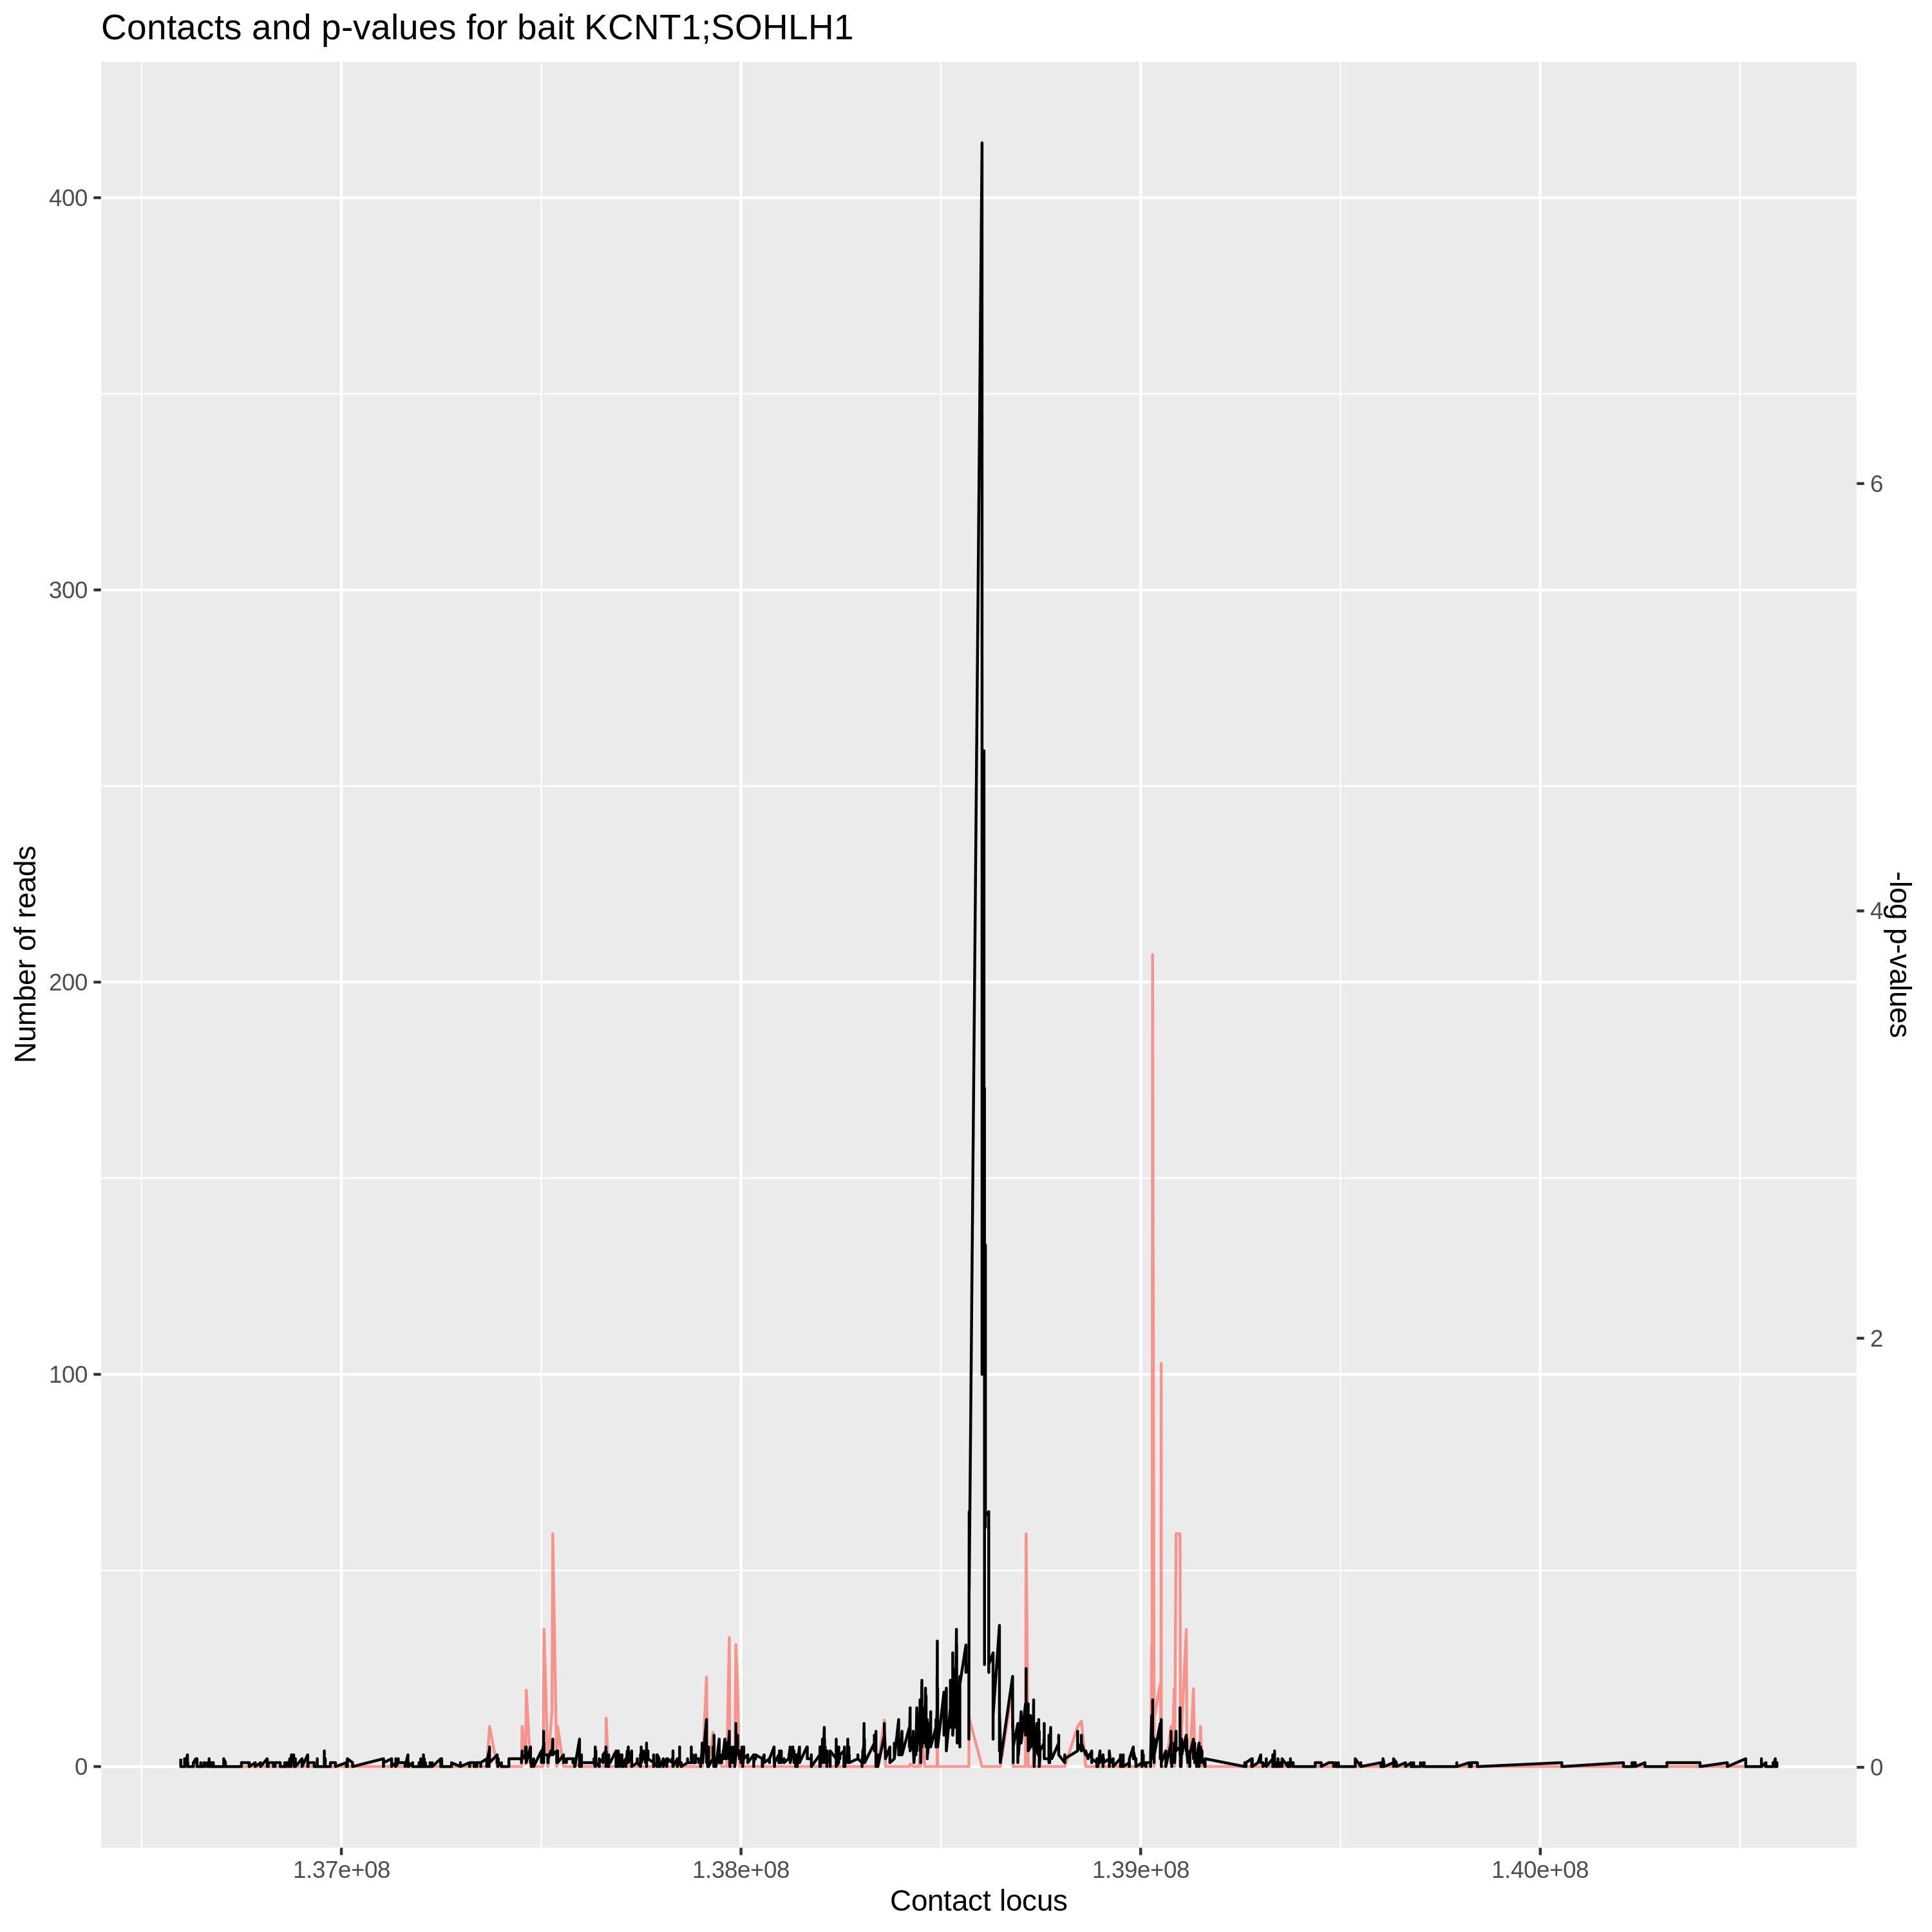 Contacts and p-values for bait KCNT1;SOHLH1
400
300
200
100
0
Number of reads
6
4
2
0
-log p-values
1.37e+08
1.38e+08
1.39e+08
1.40e+08
Contact locus